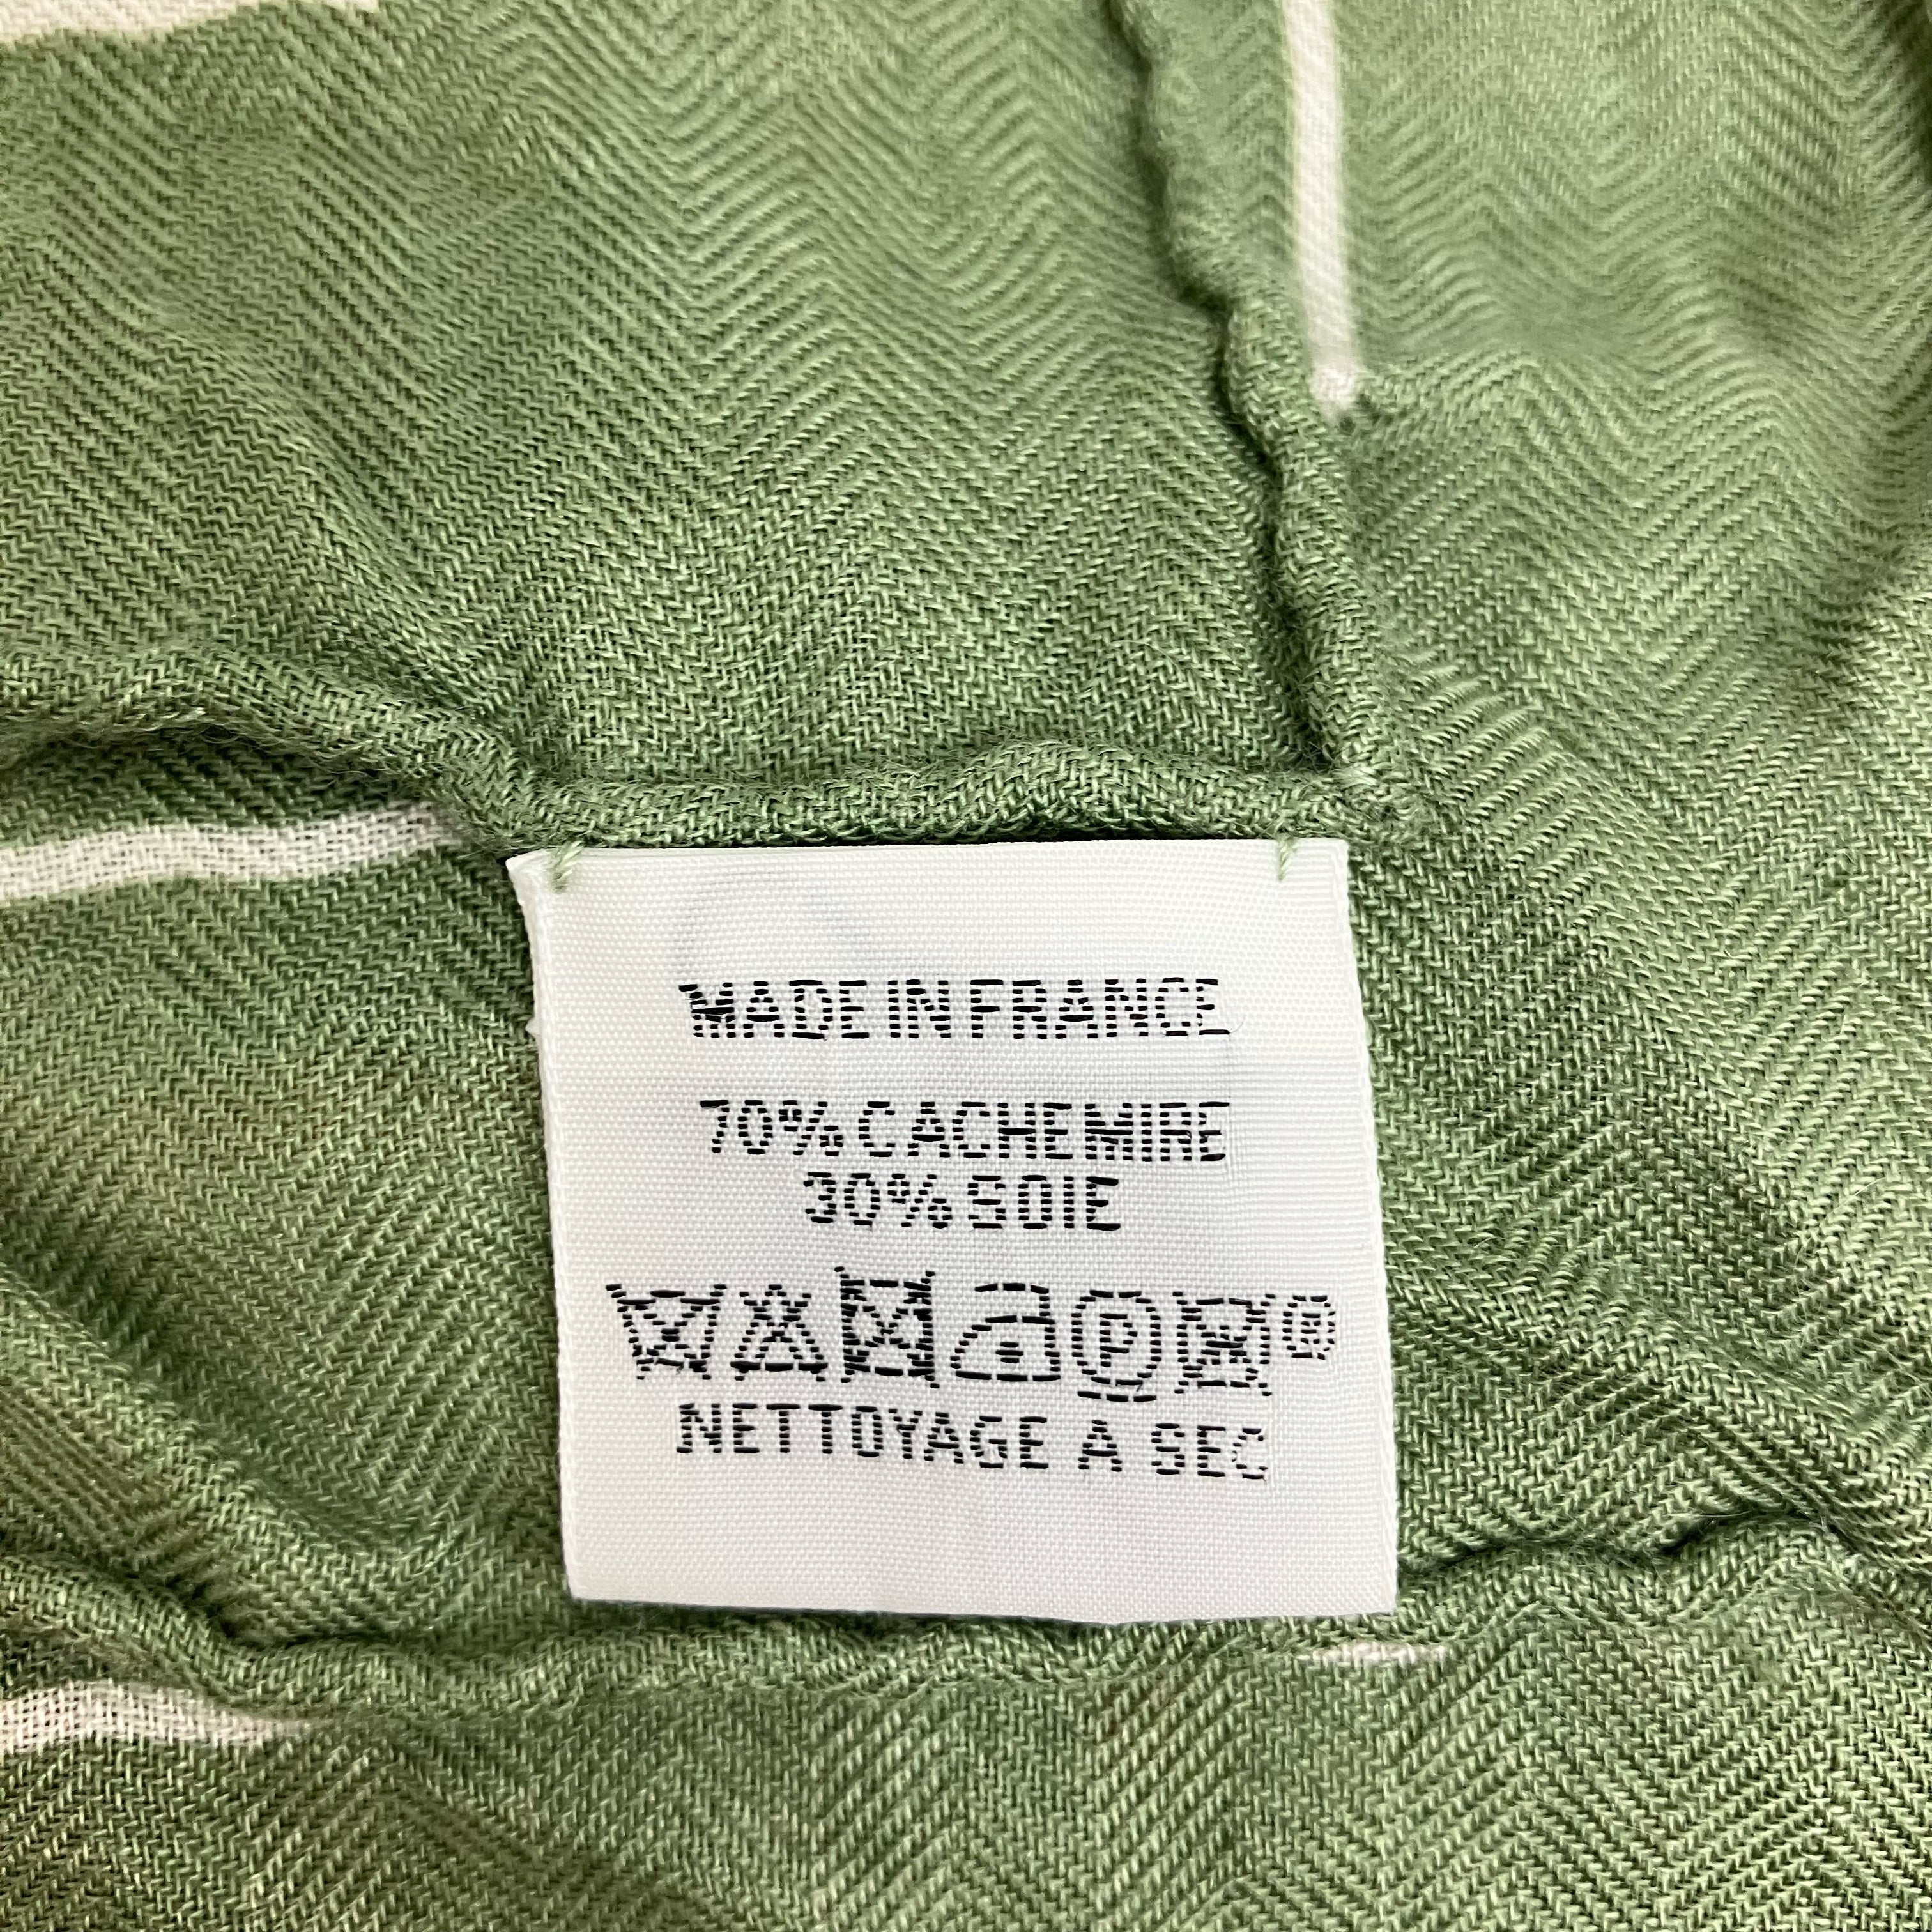 MADE IN FRANCE
70% CACHEMIRE
30% SOIE
P ®
NETTOYAGE A SEC